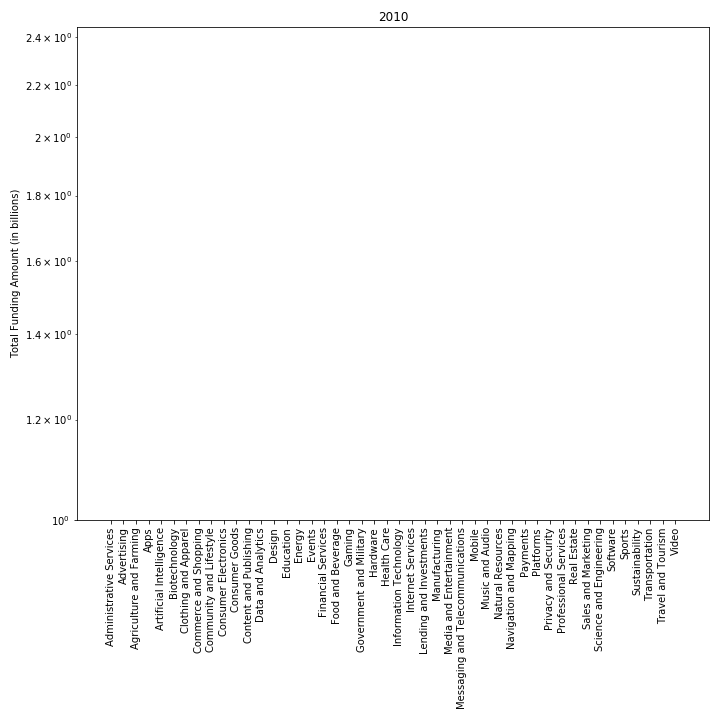 2010
Total Funding Amount (in billions)
2.4 × 10⁰
2.2 × 10⁰
2 × 10⁰
1.8 × 10⁰
1.6 × 10⁰
1.4 × 10⁰
1.2 × 10⁰
10⁰
Administrative Services
Advertising
Agriculture and Farming
Apps
Artificial Intelligence
Biotechnology
Clothing and Apparel
Commerce and Shopping
Community and Lifestyle
Consumer Electronics
Consumer Goods
Content and Publishing
Data and Analytics
Design
Education
Energy
Events
Financial Services
Food and Beverage
Gaming
Government and Military
Hardware
Health Care
Information Technology
Internet Services
Lending and Investments
Manufacturing
Media and Entertainment
Messaging and Telecommunications
Mobile
Music and Audio
Natural Resources
Navigation and Mapping
Payments
Platforms
Privacy and Security
Professional Services
Real Estate
Sales and Marketing
Science and Engineering
Software
Sports
Sustainability
Transportation
Travel and Tourism
Video